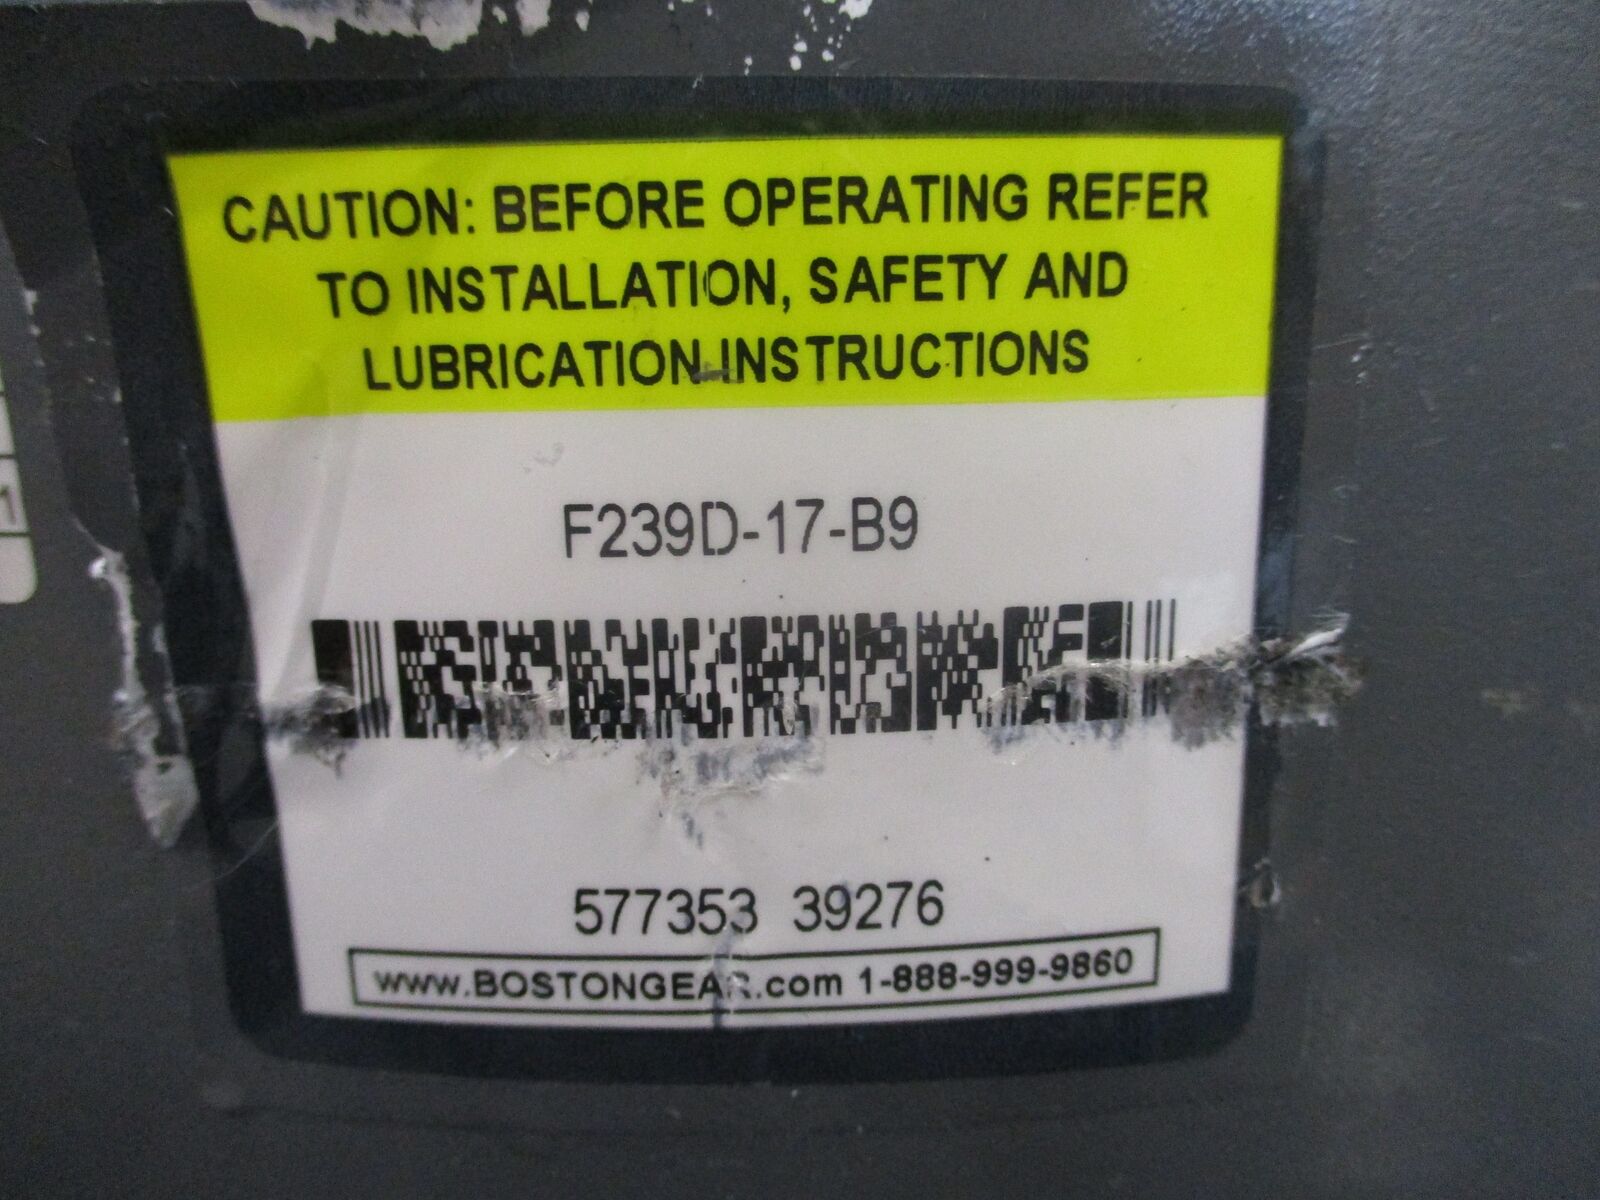 CAUTION: BEFORE OPERATING REFER
TO INSTALLATION, SAFETY AND
LUBRICATION INSTRUCTIONS
1
F239D-17-B9
577353 39276
www.BOSTONGEAR.com 1-888-999-9860